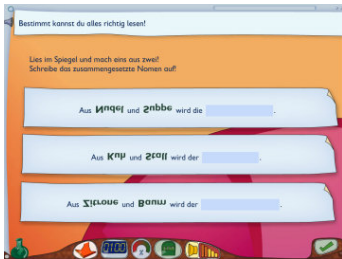 Bestimmt kannst du alles richtig lesen!
Lies im Spiegel und mach eins aus zwei!
Schreibe das zusammengesetzte Nomen auf!
Aus Nudel und Suppe wird die .
Aus Kuh und Stall wird der .
Aus Zitrone und Baum wird der .